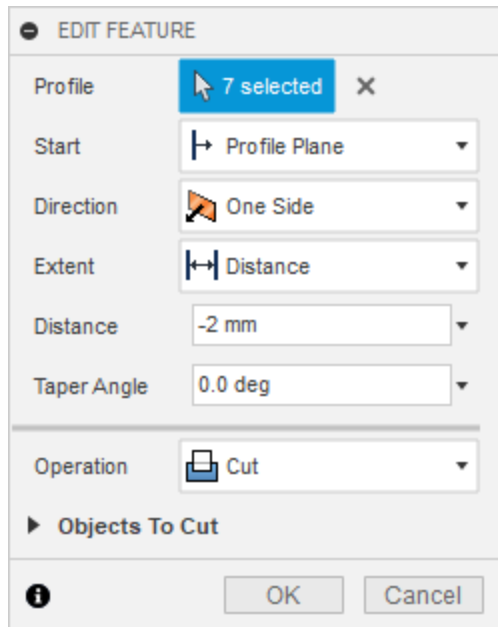 EDIT FEATURE
Profile 7 selected
Start Profile Plane
Direction One Side
Extent Distance
Distance -2 mm
Taper Angle 0.0 deg
Operation Cut
Objects To Cut
OK Cancel